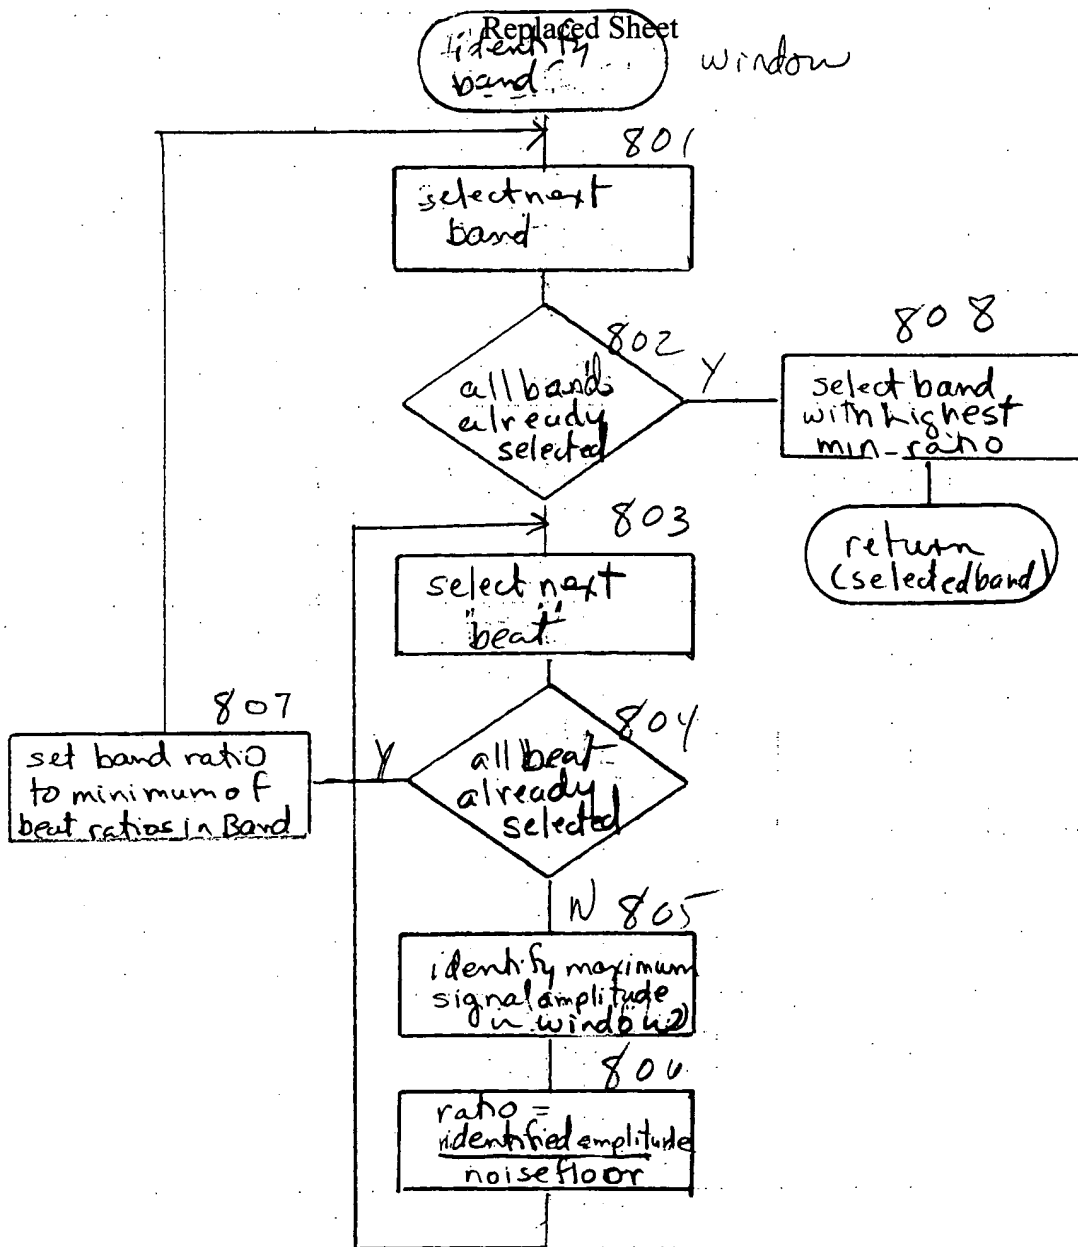 Replaced Sheet
identify
band
window
801
select next
band
802
all bands
already
selected
Y
808
select band
with highest
min-ratio
return
(selected band)
803
select next
"beat"
804
all beat
already
selected
Y
807
set band ratio
to minimum of
beat ratios in Band
N
805
identify maximum
signal amplitude
in window
806
ratio =
identified amplitude
noise floor